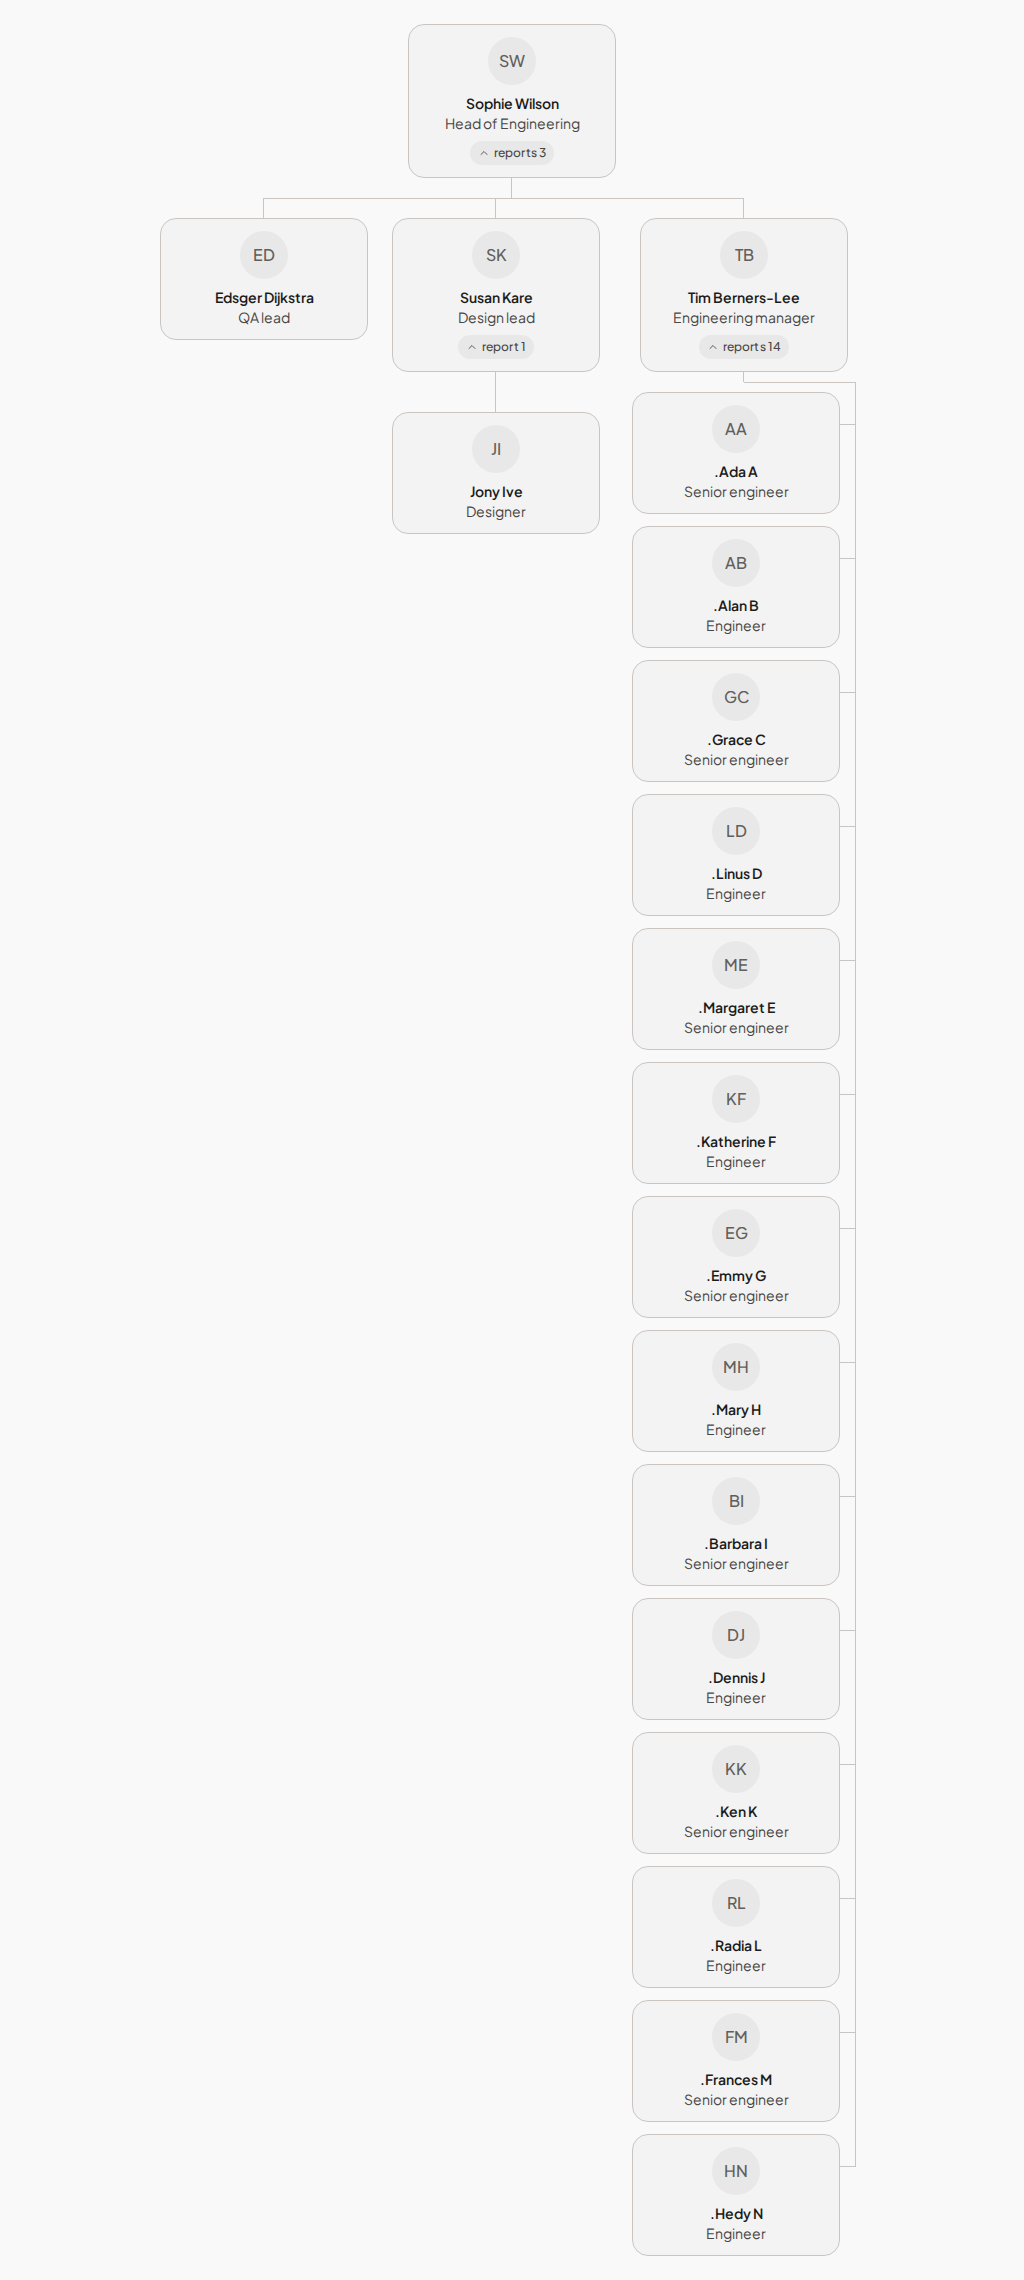 SW
Sophie Wilson
Head of Engineering
reports 3
ED
Edsger Dijkstra
QA lead
SK
Susan Kare
Design lead
report 1
TB
Tim Berners-Lee
Engineering manager
reports 14
JI
Jony Ive
Designer
AA
.Ada A
Senior engineer
AB
.Alan B
Engineer
GC
.Grace C
Senior engineer
LD
.Linus D
Engineer
ME
.Margaret E
Senior engineer
KF
.Katherine F
Engineer
EG
.Emmy G
Senior engineer
MH
.Mary H
Engineer
BI
.Barbara I
Senior engineer
DJ
.Dennis J
Engineer
KK
.Ken K
Senior engineer
RL
.Radia L
Engineer
FM
.Frances M
Senior engineer
HN
.Hedy N
Engineer